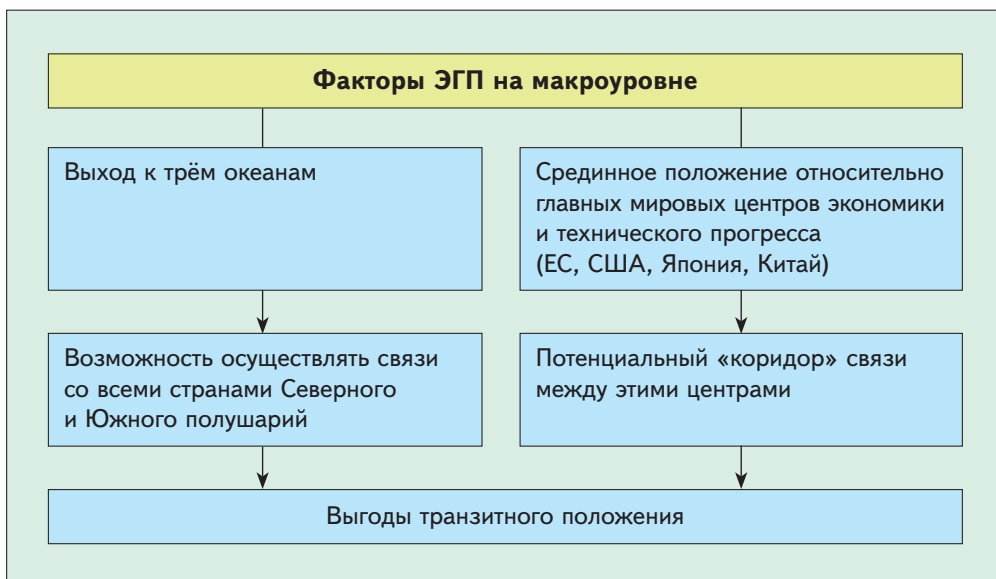 Факторы ЭГП на макроуровне
Выход к трём океанам
Срединное положение относительно
главных мировых центров экономики
и технического прогресса
(ЕС, США, Япония, Китай)
Возможность осуществлять связи
со всеми странами Северного
и Южного полушарий
Потенциальный «коридор» связи
между этими центрами
Выгоды транзитного положения